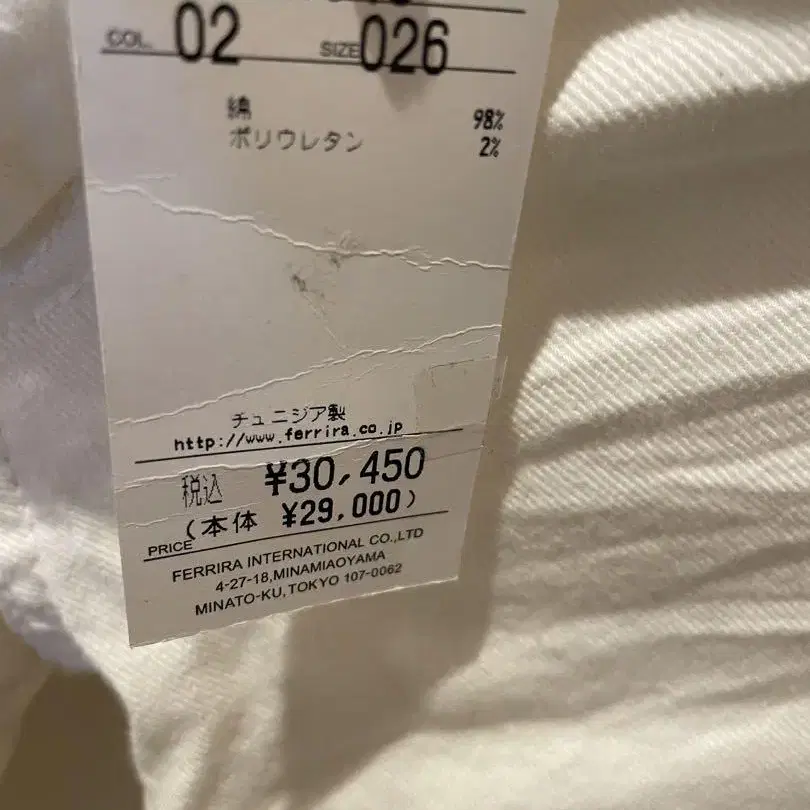 COL. 02 SIZE 026
綿 98%
ポリウレタン 2%
チュニジア製
http://www.ferrira.co.jp
税込 ¥30,450
(本体 ¥29,000)
PRICE
FERRIRA INTERNATIONAL CO.,LTD
4-27-18,MINAMIAOYAMA
MINATO-KU,TOKYO 107-0062